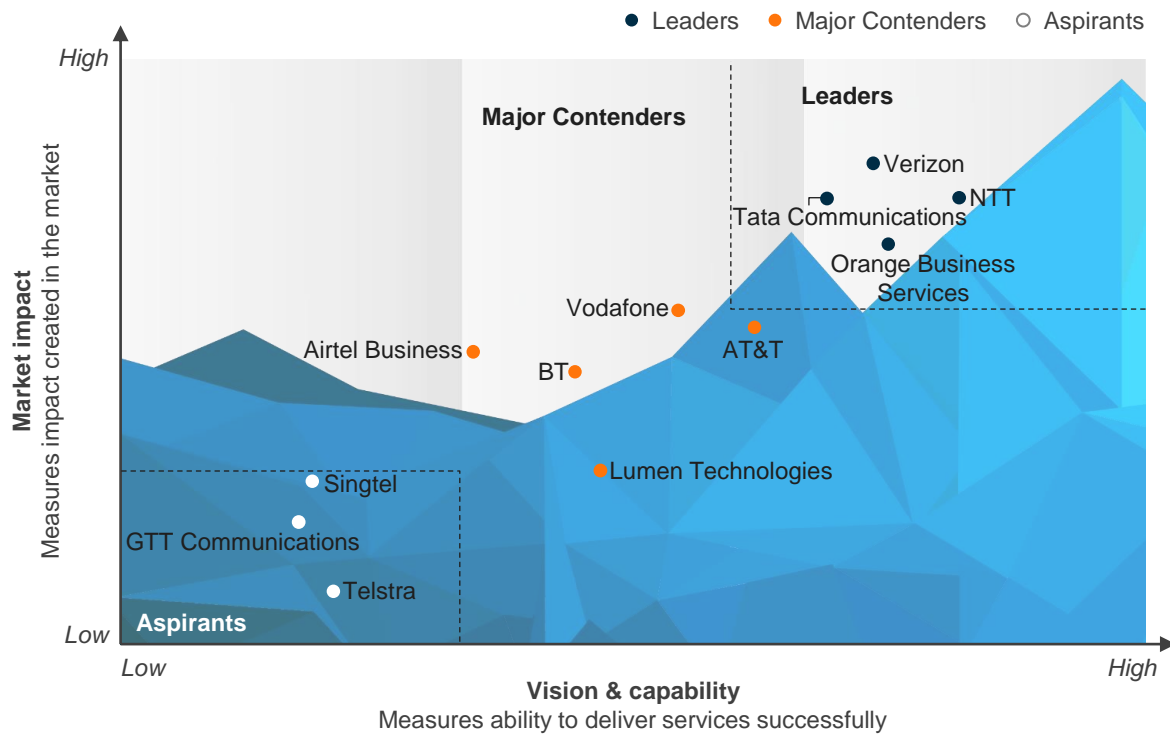 Leaders
Major Contenders
Aspirants
High
Major Contenders
Leaders
Verizon
NTT
Tata Communications
Orange Business
Services
Vodafone
AT&T
Airtel Business
BT
Lumen Technologies
Singtel
GTT Communications
Telstra
Aspirants
Market impact
Measures impact created in the market
Low
Low
High
Vision & capability
Measures ability to deliver services successfully